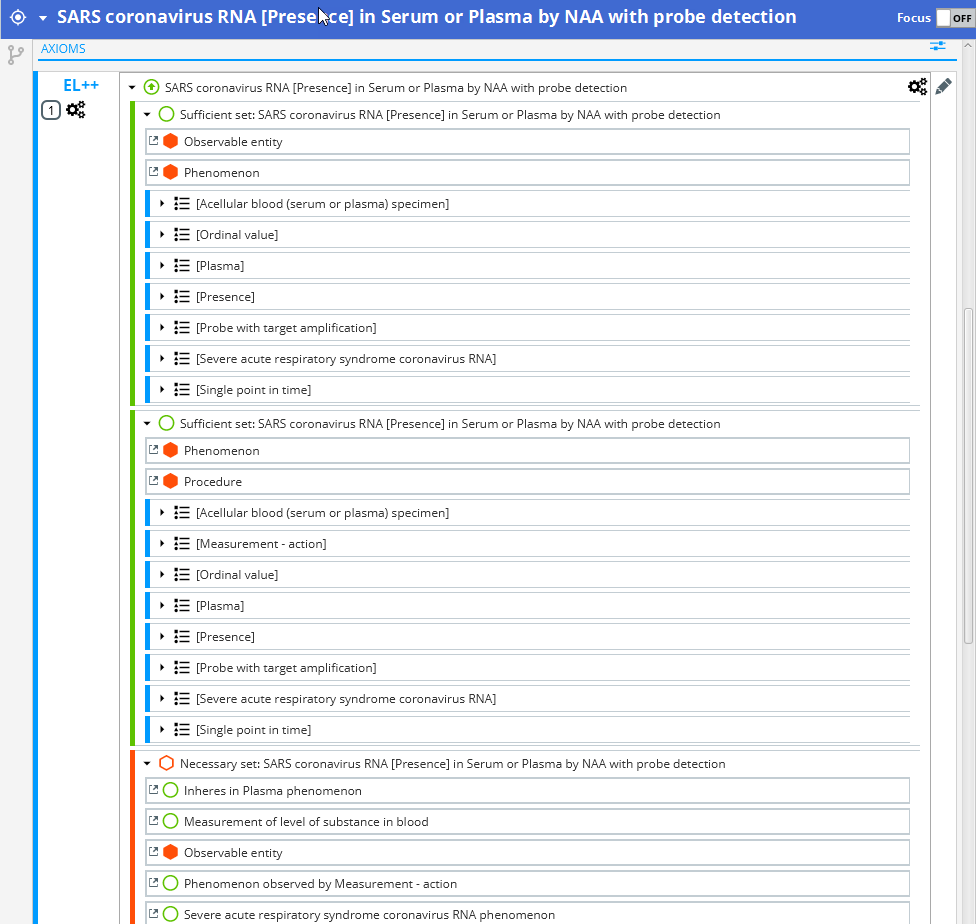 SARS coronavirus RNA [Presence] in Serum or Plasma by NAA with probe detection
Focus OFF
AXIOMS
EL++
1
SARS coronavirus RNA [Presence] in Serum or Plasma by NAA with probe detection
Sufficient set: SARS coronavirus RNA [Presence] in Serum or Plasma by NAA with probe detection
Observable entity
Phenomenon
[Acellular blood (serum or plasma) specimen]
[Ordinal value]
[Plasma]
[Presence]
[Probe with target amplification]
[Severe acute respiratory syndrome coronavirus RNA]
[Single point in time]
Sufficient set: SARS coronavirus RNA [Presence] in Serum or Plasma by NAA with probe detection
Phenomenon
Procedure
[Acellular blood (serum or plasma) specimen]
[Measurement - action]
[Ordinal value]
[Plasma]
[Presence]
[Probe with target amplification]
[Severe acute respiratory syndrome coronavirus RNA]
[Single point in time]
Necessary set: SARS coronavirus RNA [Presence] in Serum or Plasma by NAA with probe detection
Inheres in Plasma phenomenon
Measurement of level of substance in blood
Observable entity
Phenomenon observed by Measurement - action
Severe acute respiratory syndrome coronavirus RNA phenomenon